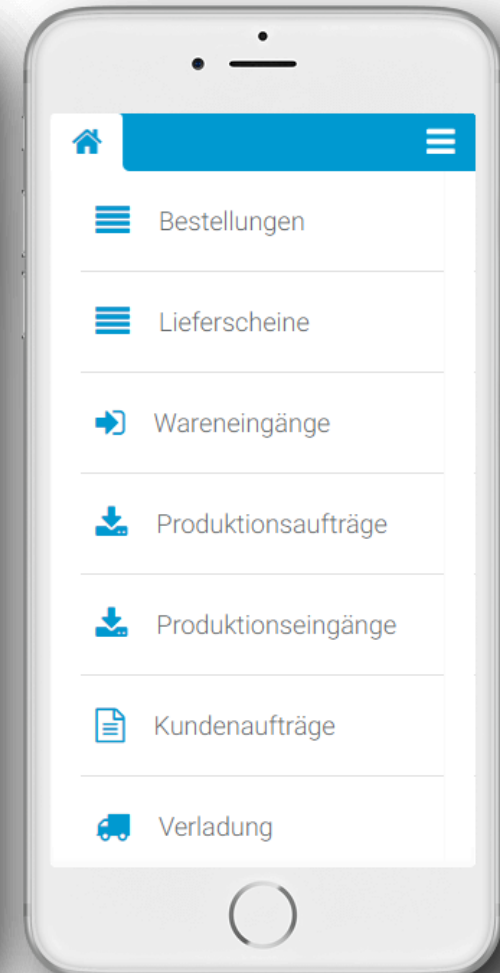 Bestellungen
Lieferscheine
Wareneingänge
Produktionsaufträge
Produktionseingänge
Kundenaufträge
Verladung